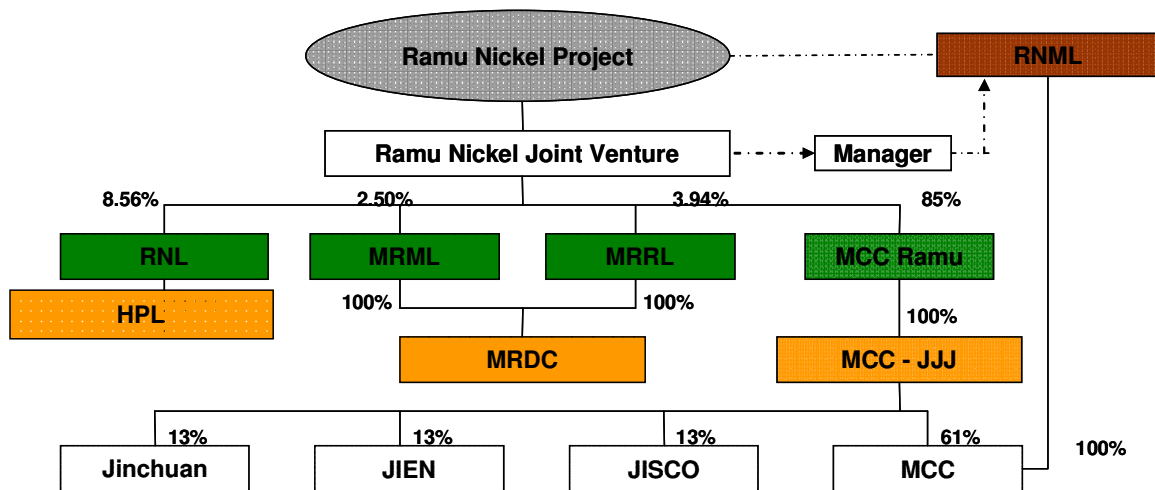 Ramu Nickel Project
RNML
Ramu Nickel Joint Venture
Manager
8.56%
2.50%
3.94%
85%
RNL
MRML
MRRL
MCC Ramu
HPL
100%
100%
100%
MRDC
MCC - JJJ
13%
13%
13%
61%
100%
Jinchuan
JIEN
JISCO
MCC